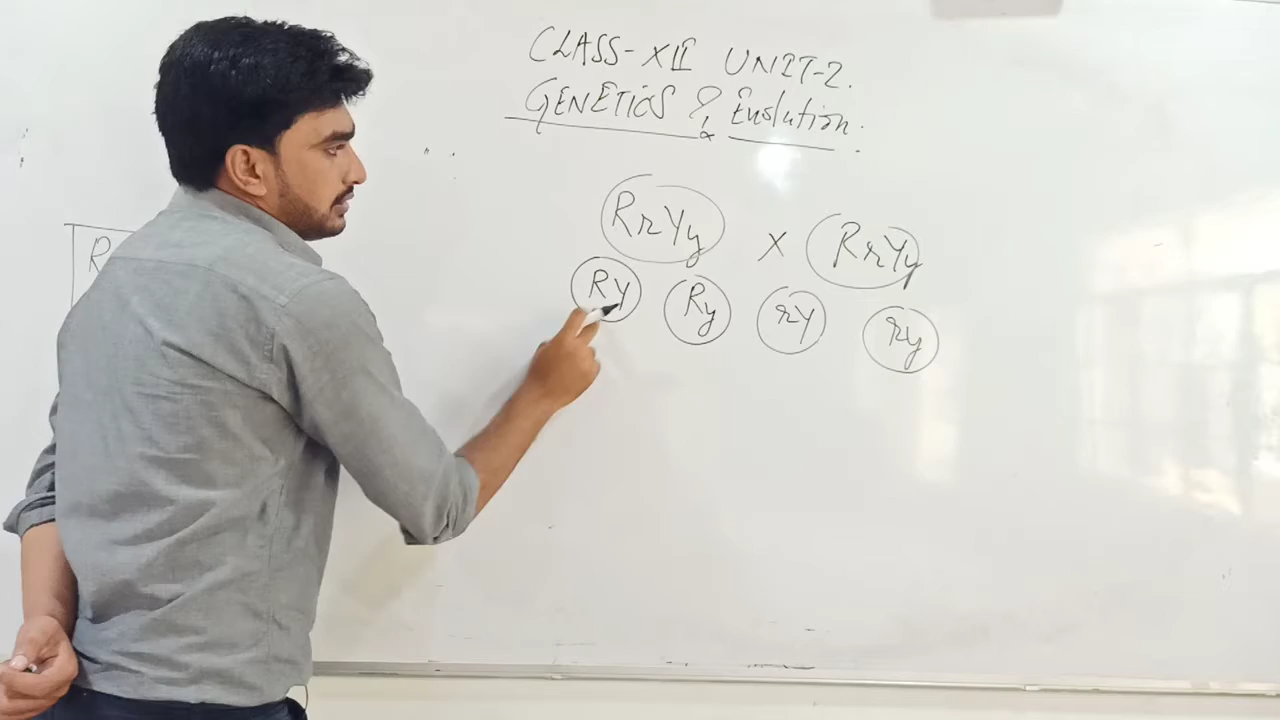 CLASS-XII UNIT-2.
GENETICS & Evolution.
R
RrYy x RrYy
RY Ry rY ry